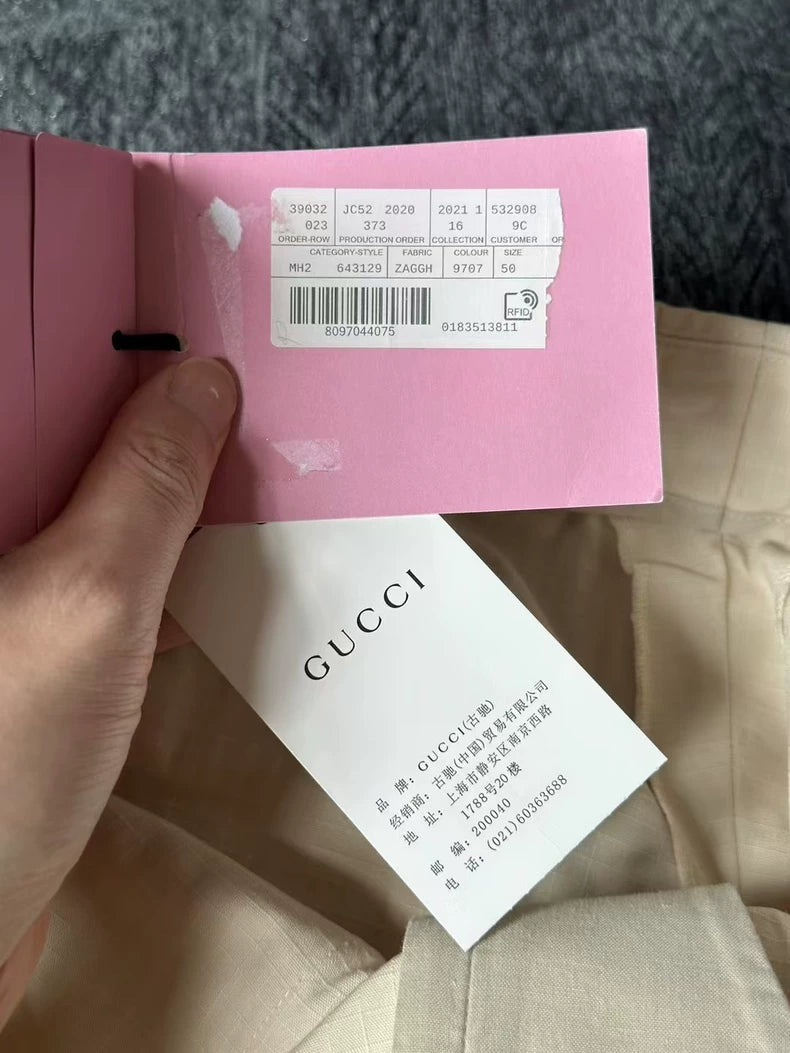 39032 JC52 2020 2021 1 532908
023 373 16 9C
ORDER-ROW PRODUCTION ORDER COLLECTION CUSTOMER OR
CATEGORY-STYLE FABRIC COLOUR SIZE
MH2 643129 ZAGGH 9707 50
RFID
8097044075 0183513811
GUCCI
品 牌: GUCCI(古驰)
经销商: 古驰(中国)贸易有限公司
地 址: 上海市静安区南京西路
1788号20楼
邮 编: 200040
电 话: (021)60363688